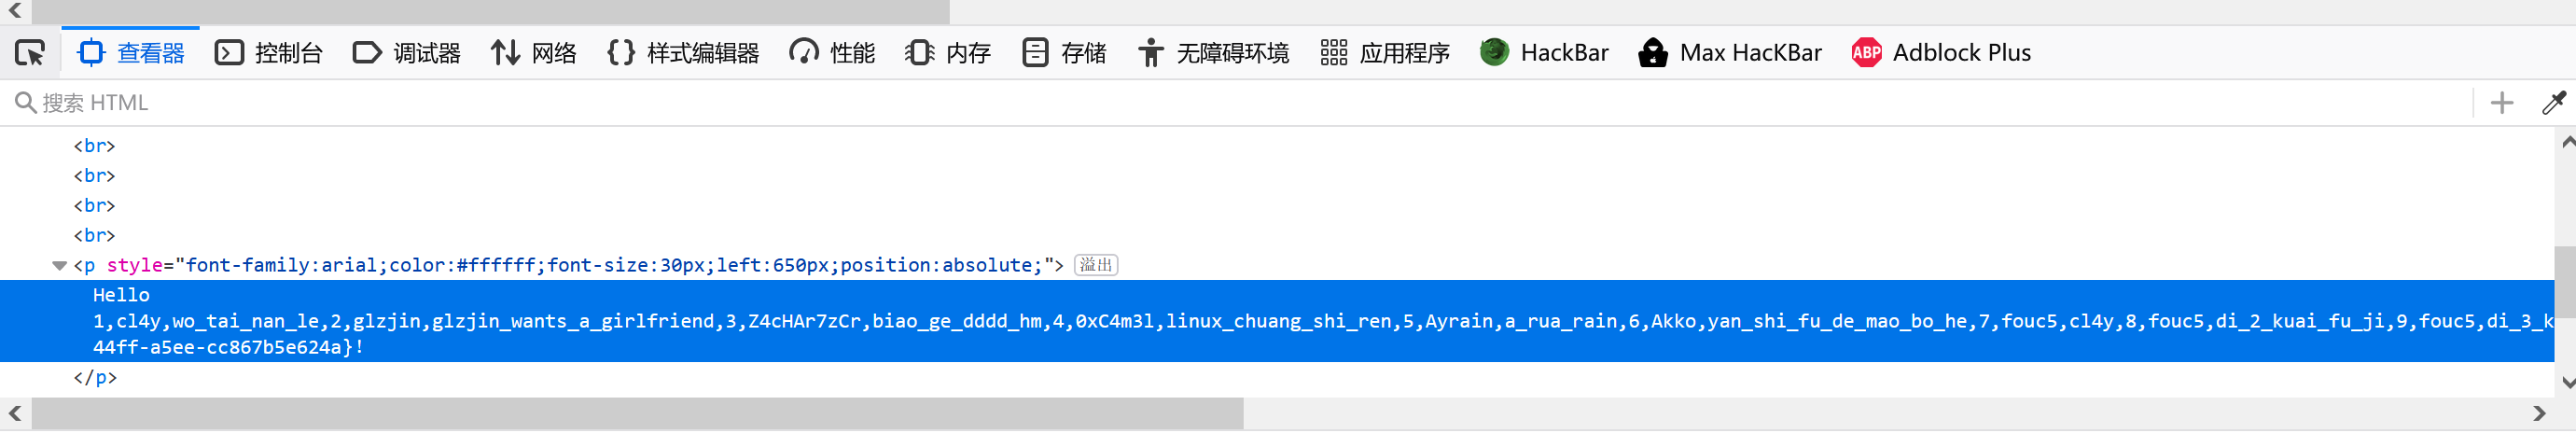 查看器 控制台 调试器 网络 {} 样式编辑器 性能 内存 存储 无障碍环境 应用程序 HackBar Max HacKBar ABP Adblock Plus
搜索 HTML
<br>
<br>
<br>
<br>
<p style="font-family:arial;color:#ffffff;font-size:30px;left:650px;position:absolute;"> 溢出
Hello
1,cl4y,wo_tai_nan_le,2,glzjin,glzjin_wants_a_girlfriend,3,Z4cHAr7zCr,biao_ge_dddd_hm,4,0xC4m3l,linux_chuang_shi_ren,5,Ayrain,a_rua_rain,6,Akko,yan_shi_fu_de_mao_bo_he,7,fouc5,cl4y,8,fouc5,di_2_kuai_fu_ji,9,fouc5,di_3_k
44ff-a5ee-cc867b5e624a}!
</p>